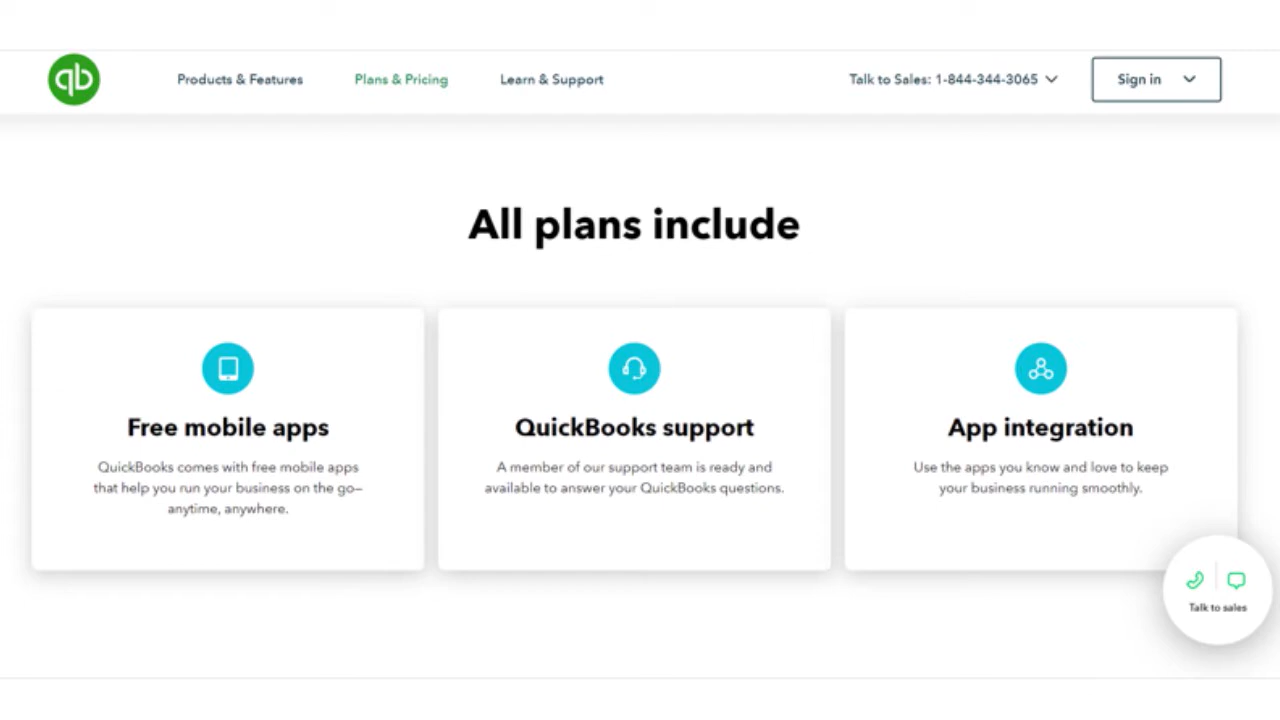 qb
Products & Features
Plans & Pricing
Learn & Support
Talk to Sales: 1-844-344-3065
Sign in
All plans include
Free mobile apps
QuickBooks comes with free mobile apps
that help you run your business on the go–
anytime, anywhere.
QuickBooks support
A member of our support team is ready and
available to answer your QuickBooks questions.
App integration
Use the apps you know and love to keep
your business running smoothly.
Talk to sales